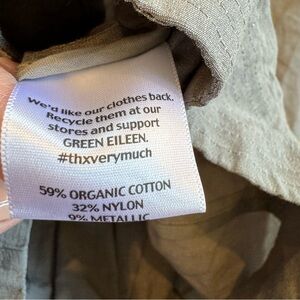 We'd like our clothes back.
Recycle them at our
stores and support
GREEN EILEEN.
#thxverymuch
59% ORGANIC COTTON
32% NYLON
9% METALLIC